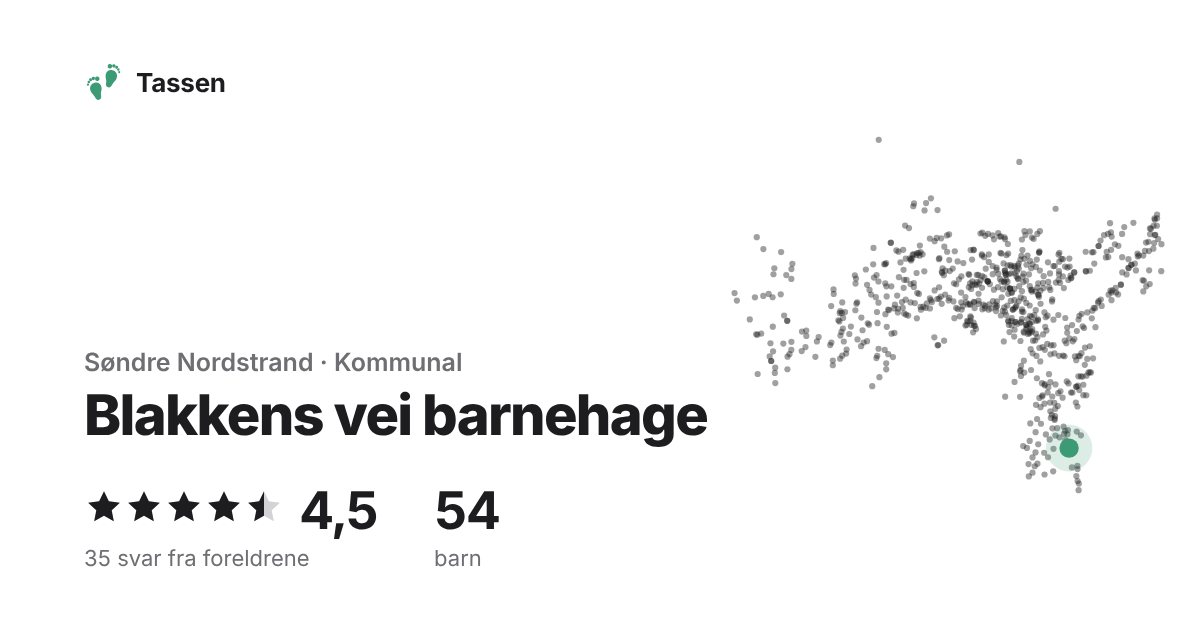 Tassen
Søndre Nordstrand · Kommunal
Blakkens vei barnehage
4,5
54
35 svar fra foreldrene
barn